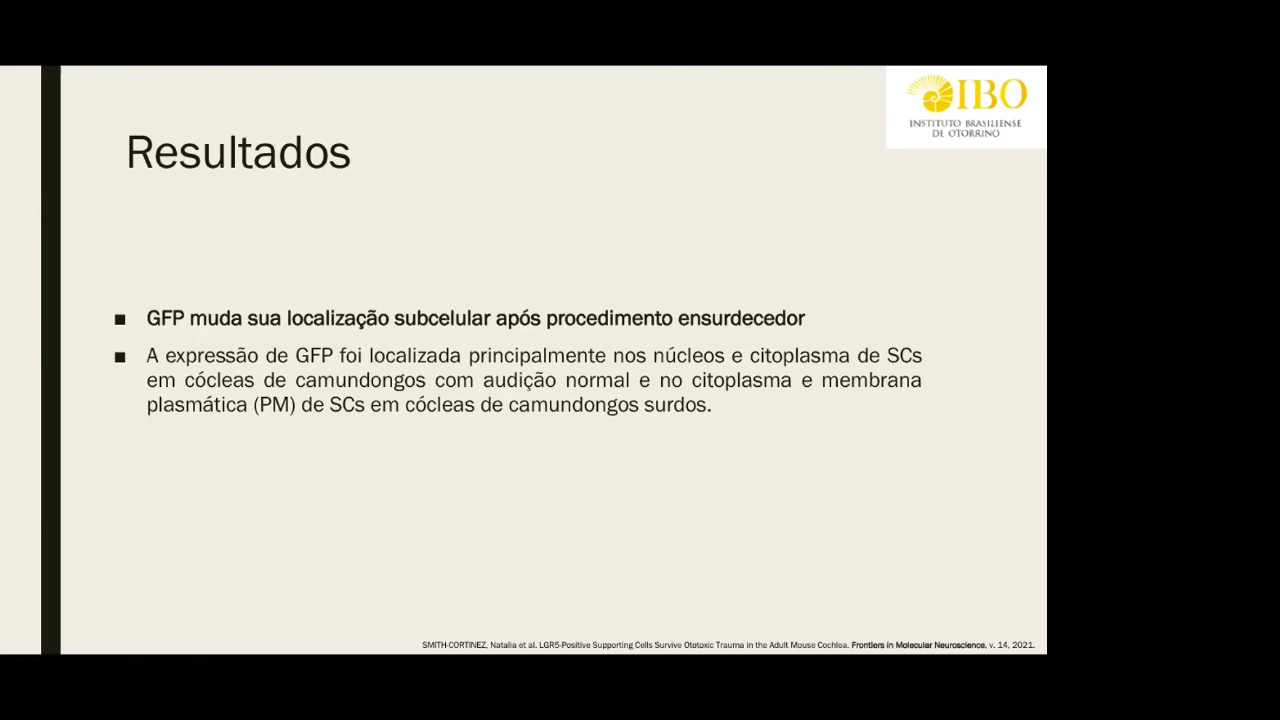 IBO
INSTITUTO BRASILIENSE
DE OTORRINO
Resultados
■ GFP muda sua localização subcelular após procedimento ensurdecedor
■ A expressão de GFP foi localizada principalmente nos núcleos e citoplasma de SCs
em cócleas de camundongos com audição normal e no citoplasma e membrana
plasmática (PM) de SCs em cócleas de camundongos surdos.
SMITH-CORTINEZ, Natalia et al. LGR5-Positive Supporting Cells Survive Ototoxic Trauma in the Adult Mouse Cochlea. Frontiers in Molecular Neuroscience, v. 14, 2021.